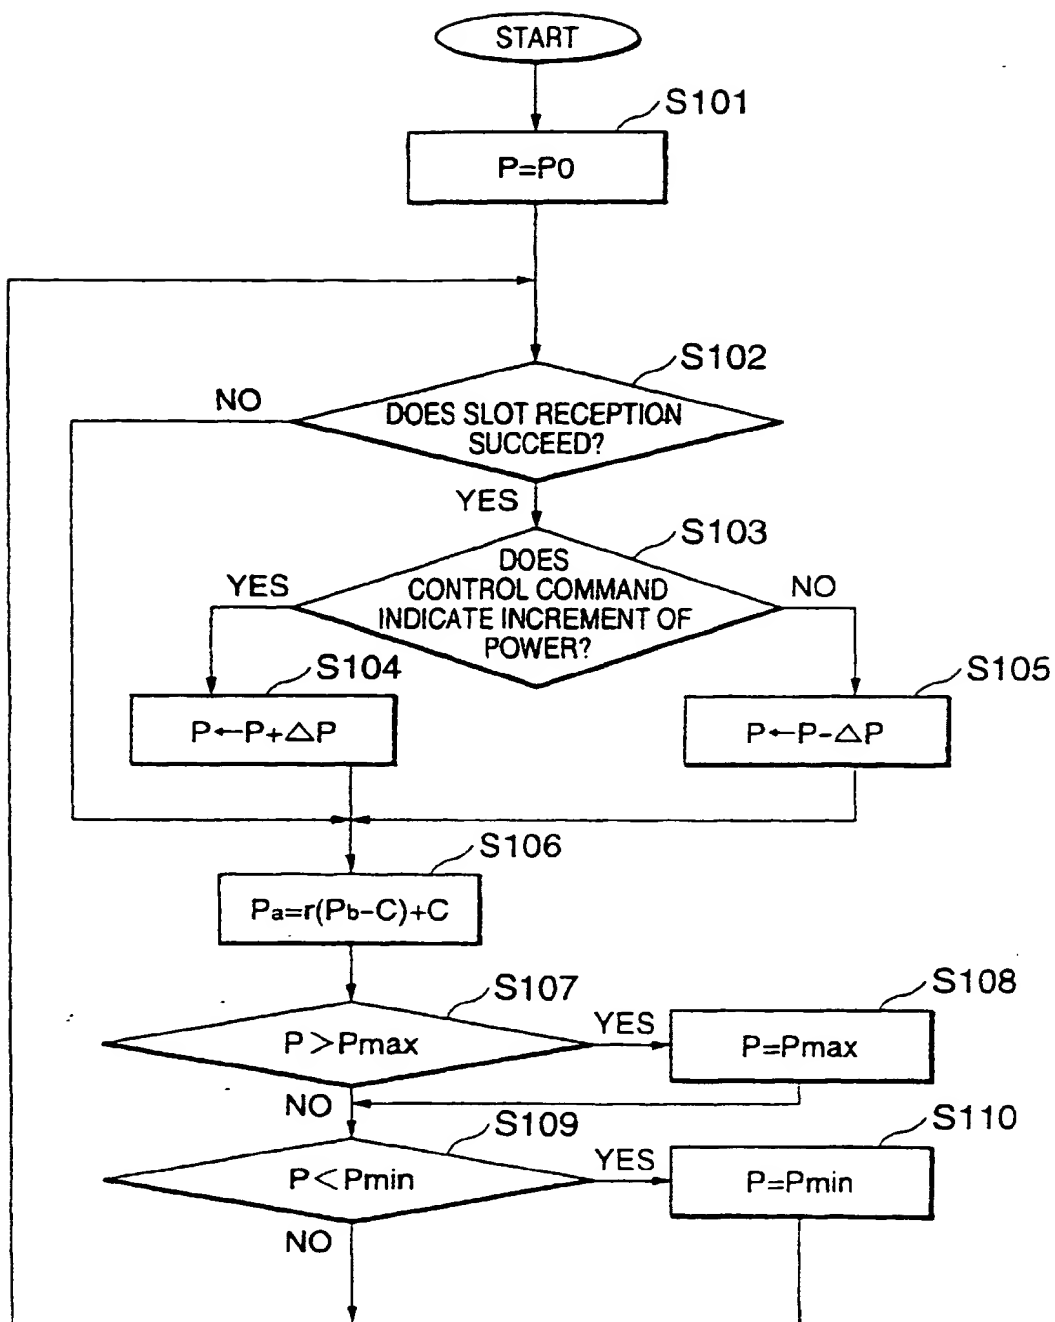 START
S101
P=P0
S102
NO
DOES SLOT RECEPTION
SUCCEED?
YES
S103
DOES
CONTROL COMMAND
INDICATE INCREMENT OF
POWER?
YES
NO
S104
P←P+△P
S105
P←P-△P
S106
Pa=r(Pb-C)+C
S107
P>Pmax
YES
S108
P=Pmax
NO
S109
P<Pmin
YES
S110
P=Pmin
NO